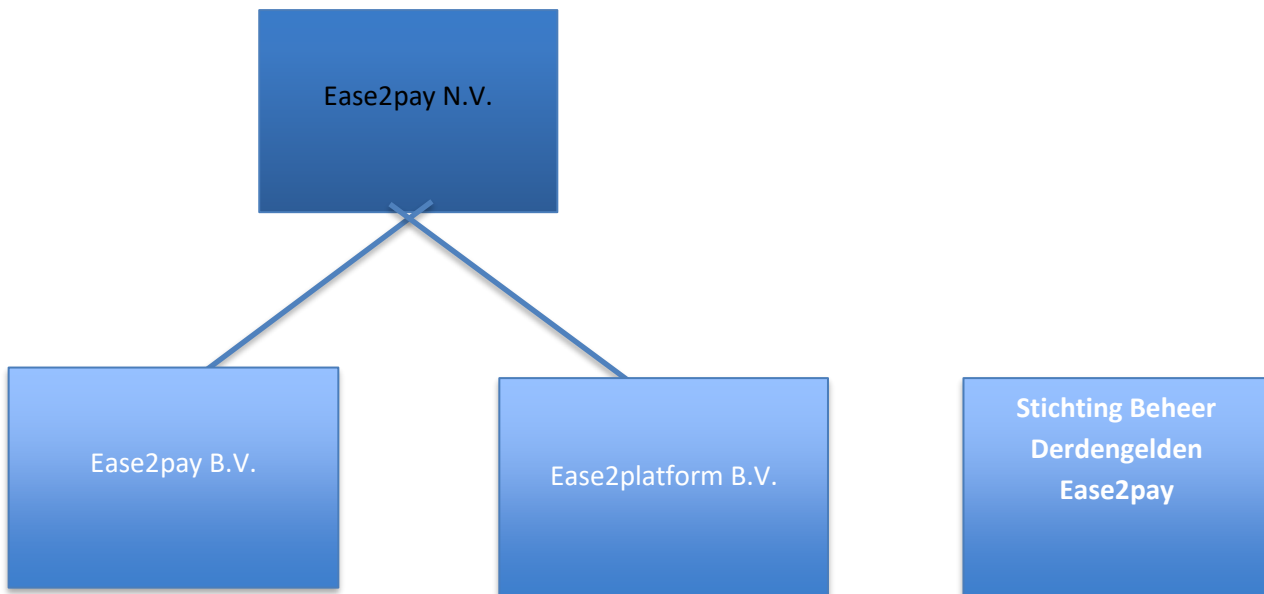 Ease2pay N.V.
Ease2pay B.V.
Ease2platform B.V.
Stichting Beheer
Derdengelden
Ease2pay